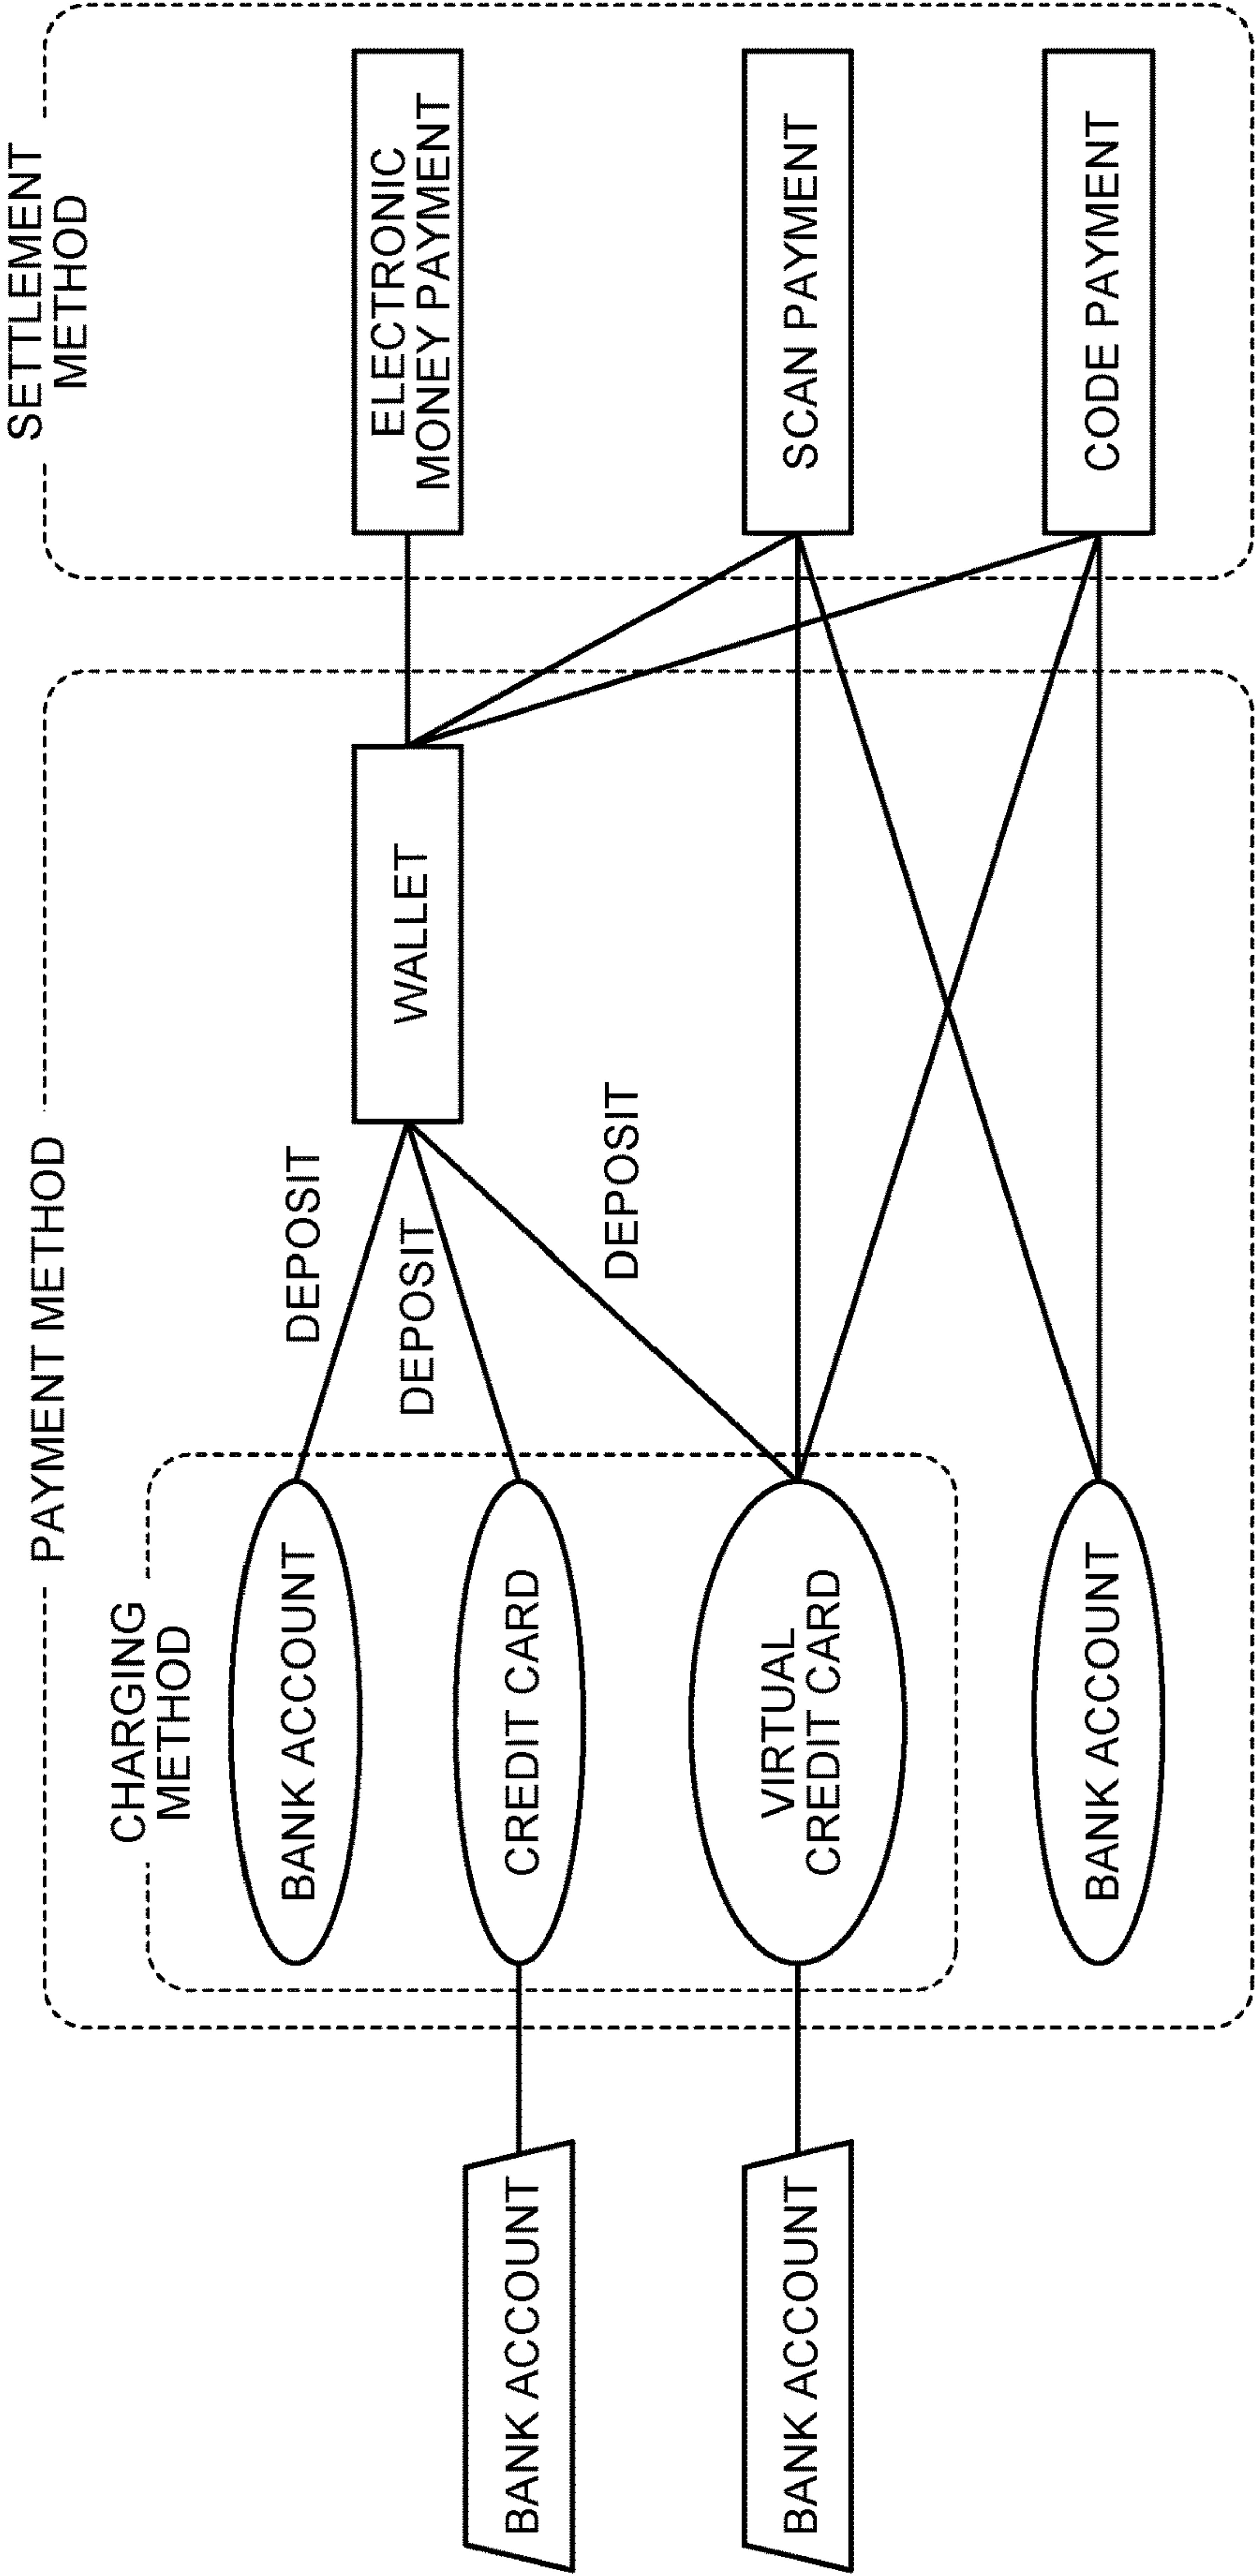 SETTLEMENT
METHOD
PAYMENT METHOD
CHARGING
METHOD
BANK ACCOUNT
DEPOSIT
WALLET
ELECTRONIC
MONEY PAYMENT
BANK ACCOUNT
CREDIT CARD
DEPOSIT
DEPOSIT
BANK ACCOUNT
VIRTUAL
CREDIT CARD
SCAN PAYMENT
BANK ACCOUNT
CODE PAYMENT